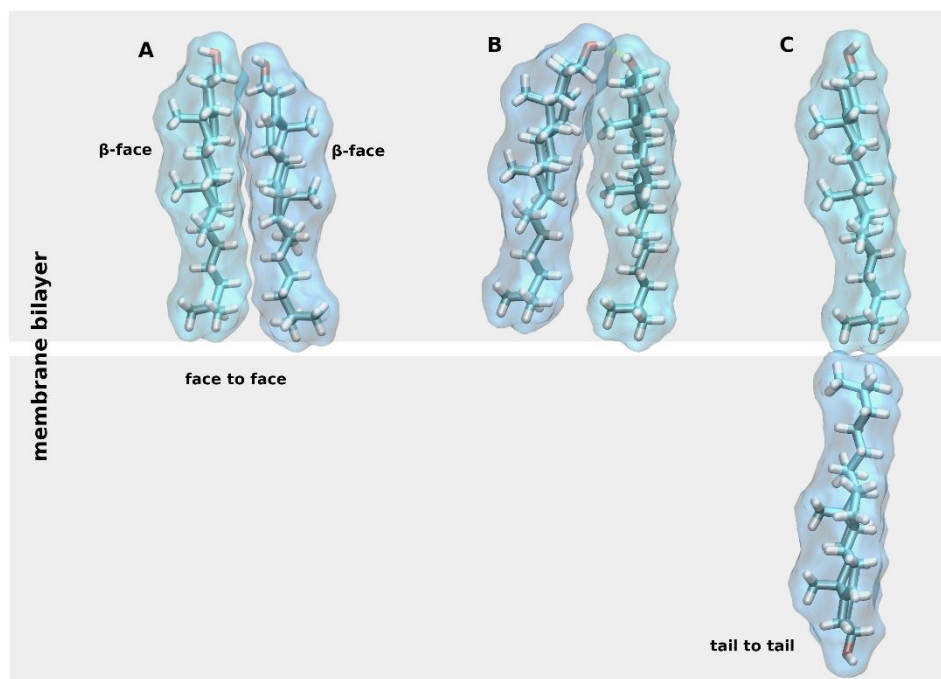 A
B
C
β-face
β-face
membrane bilayer
face to face
tail to tail